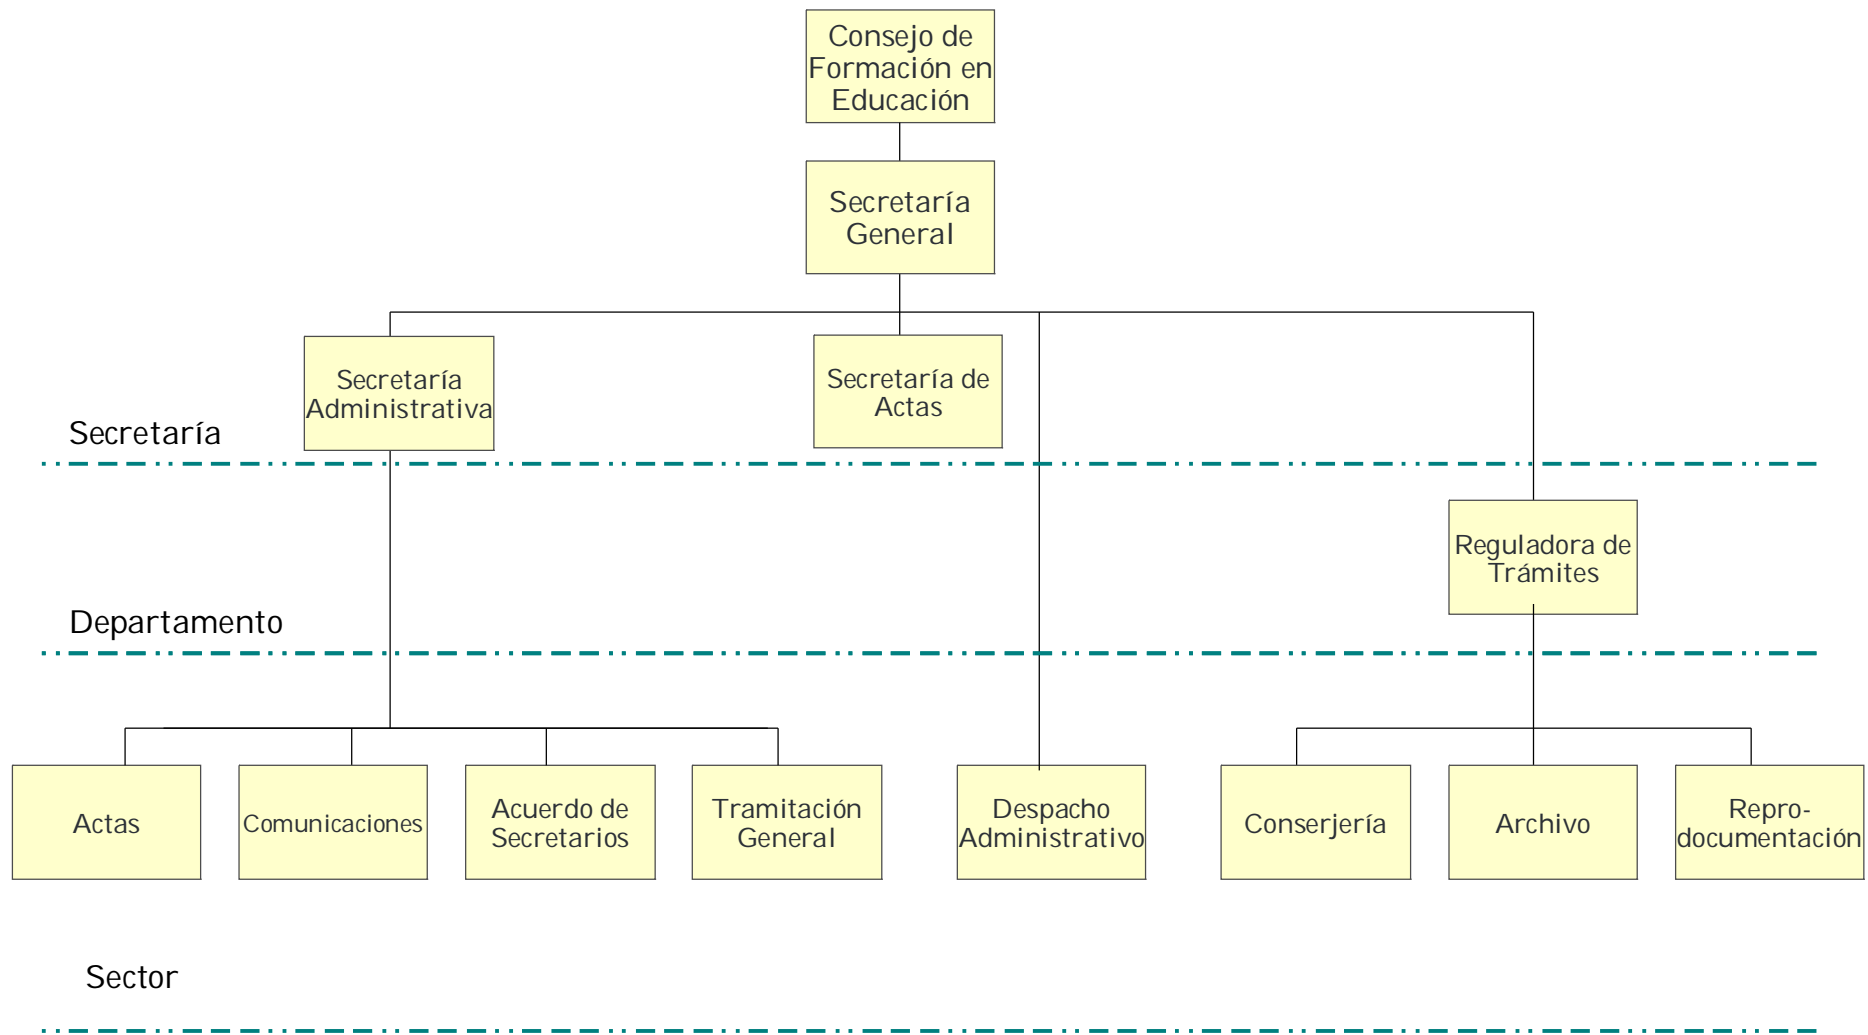 Consejo de
Formación en
Educación
Secretaría
General
Secretaría
Administrativa
Secretaría de
Actas
Secretaría
Reguladora de
Trámites
Departamento
Actas
Comunicaciones
Acuerdo de
Secretarios
Tramitación
General
Despacho
Administrativo
Conserjería
Archivo
Repro-
documentación
Sector